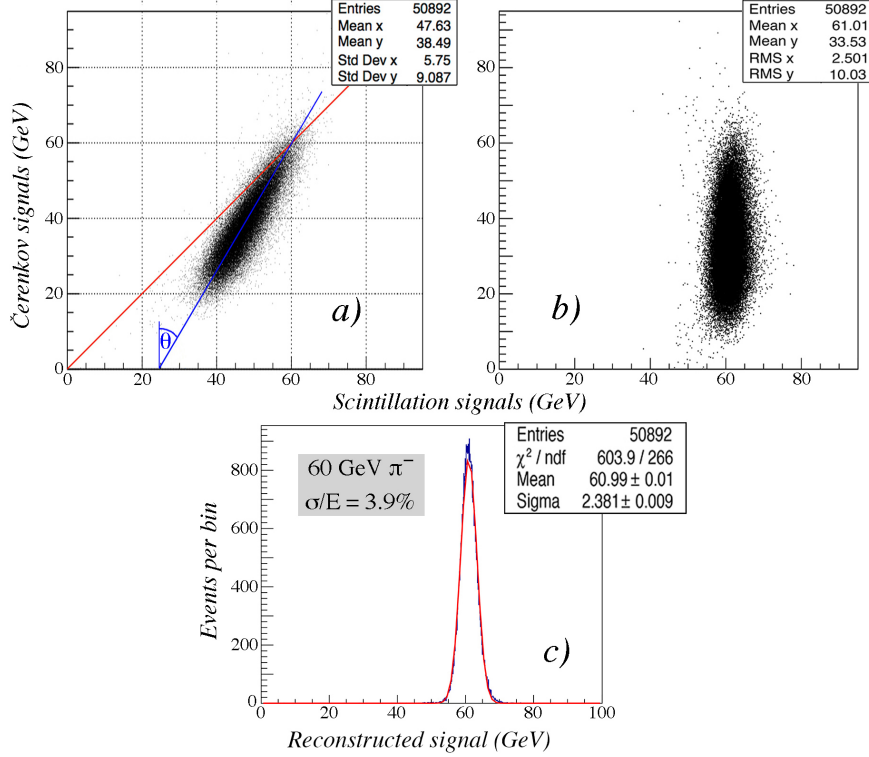 Entries 50892
Mean x 47.63
Mean y 38.49
Std Dev x 5.75
Std Dev y 9.087
Čerenkov signals (GeV)
80
60
40
20
0
θ
a)
0 20 40 60 80
Entries 50892
Mean x 61.01
Mean y 33.53
RMS x 2.501
RMS y 10.03
80
60
40
20
0
b)
0 20 40 60 80
Scintillation signals (GeV)
Entries 50892
χ² / ndf 603.9 / 266
Mean 60.99 ± 0.01
Sigma 2.381 ± 0.009
60 GeV π⁻
σ/E = 3.9%
Events per bin
800
600
400
200
0
c)
0 20 40 60 80 100
Reconstructed signal (GeV)